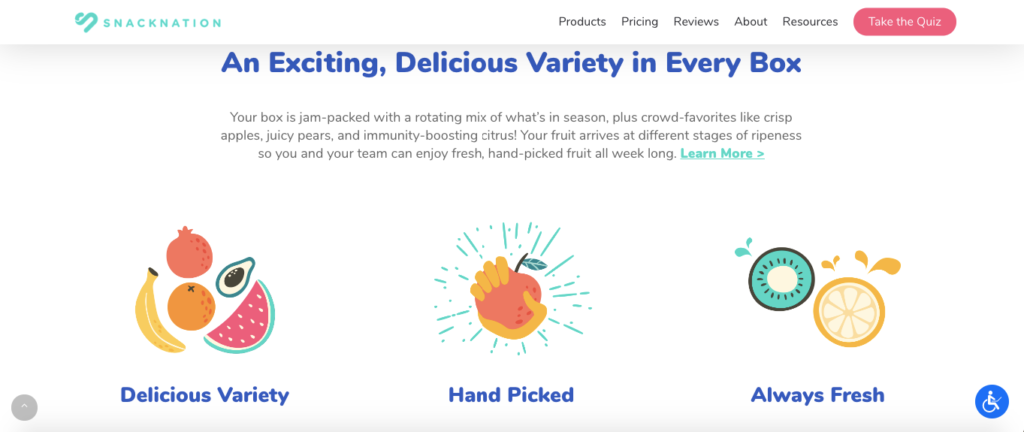 SNACKNATION
Products Pricing Reviews About Resources Take the Quiz
An Exciting, Delicious Variety in Every Box
Your box is jam-packed with a rotating mix of what's in season, plus crowd-favorites like crisp
apples, juicy pears, and immunity-boosting citrus! Your fruit arrives at different stages of ripeness
so you and your team can enjoy fresh, hand-picked fruit all week long. Learn More >
Delicious Variety
Hand Picked
Always Fresh